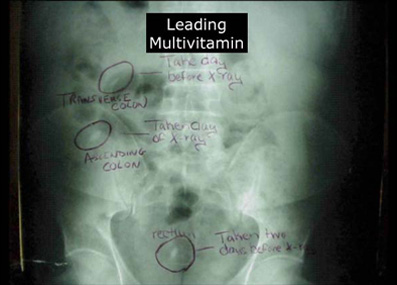 Leading
Multivitamin
Take day
before X-ray
TRANSVERSE
COLON
Taken day
of X-ray
ASCENDING
COLON
rectum
Taken two
days before X-ray